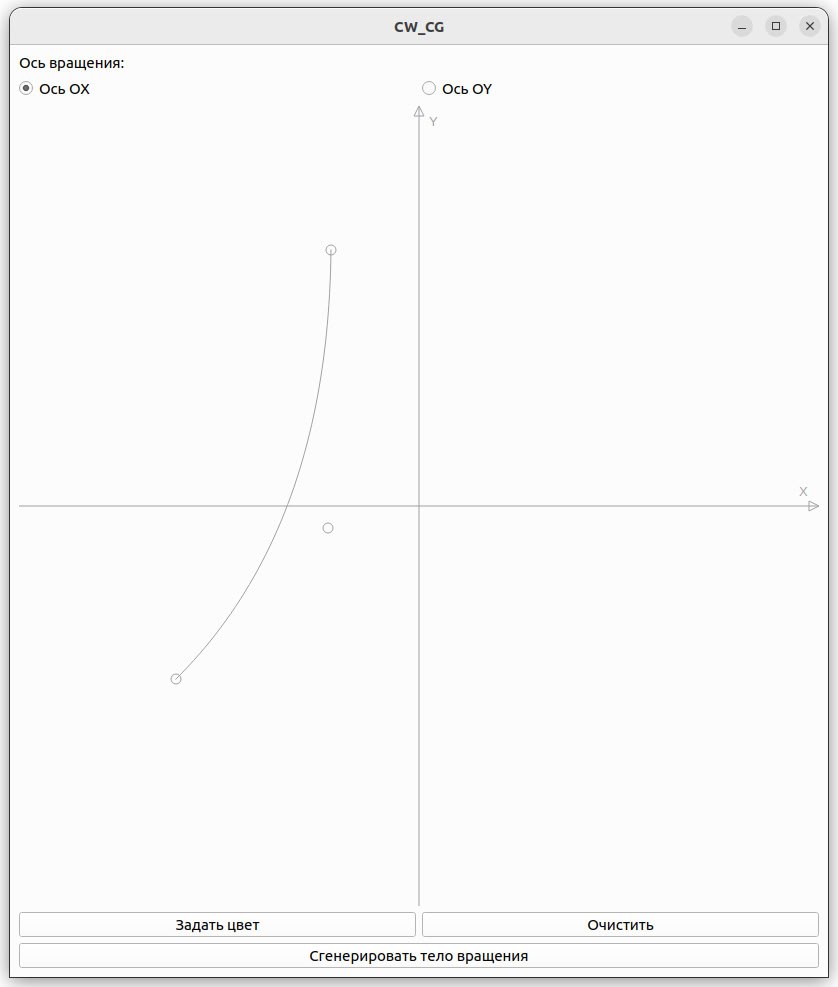 CW_CG
Ось вращения:
Ось OX
Ось OY
Y
X
Задать цвет
Очистить
Сгенерировать тело вращения